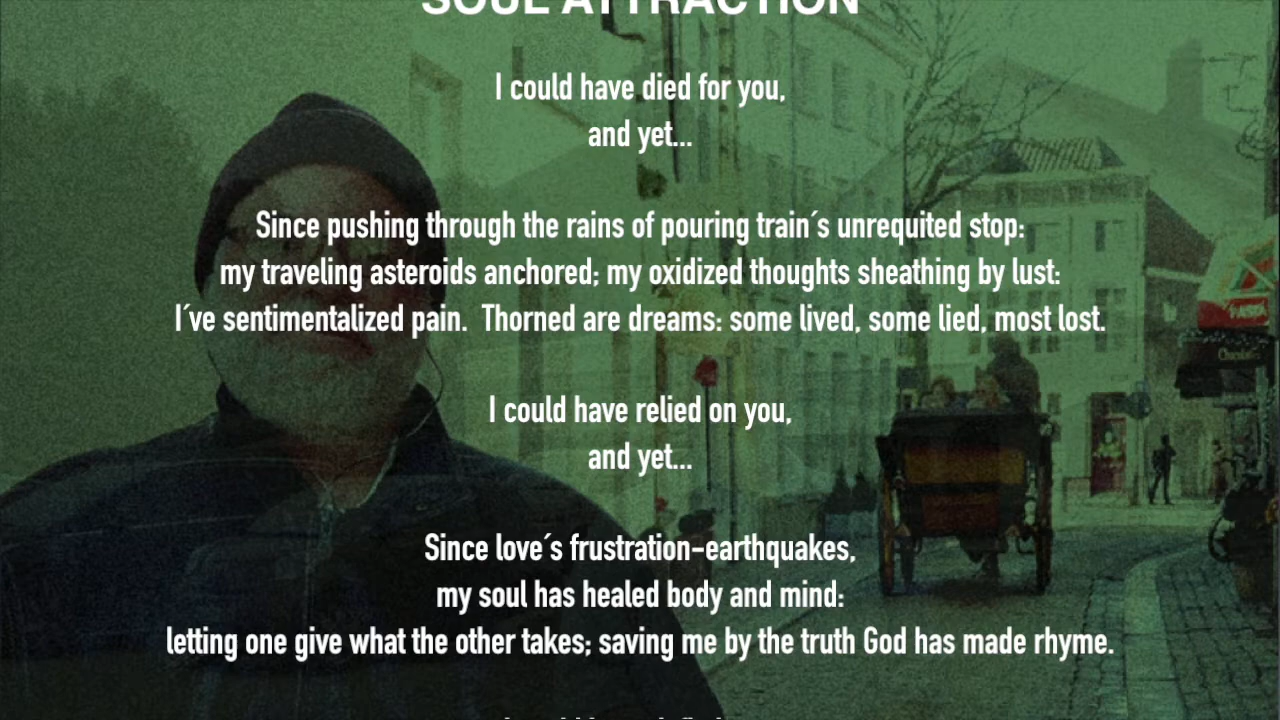 SOUL ATTRACTION
I could have died for you,
and yet...
Since pushing through the rains of pouring train´s unrequited stop:
my traveling asteroids anchored; my oxidized thoughts sheathing by lust:
I´ve sentimentalized pain.  Thorned are dreams: some lived, some lied, most lost.
I could have relied on you,
and yet...
Since love´s frustration-earthquakes,
my soul has healed body and mind:
letting one give what the other takes; saving me by the truth God has made rhyme.